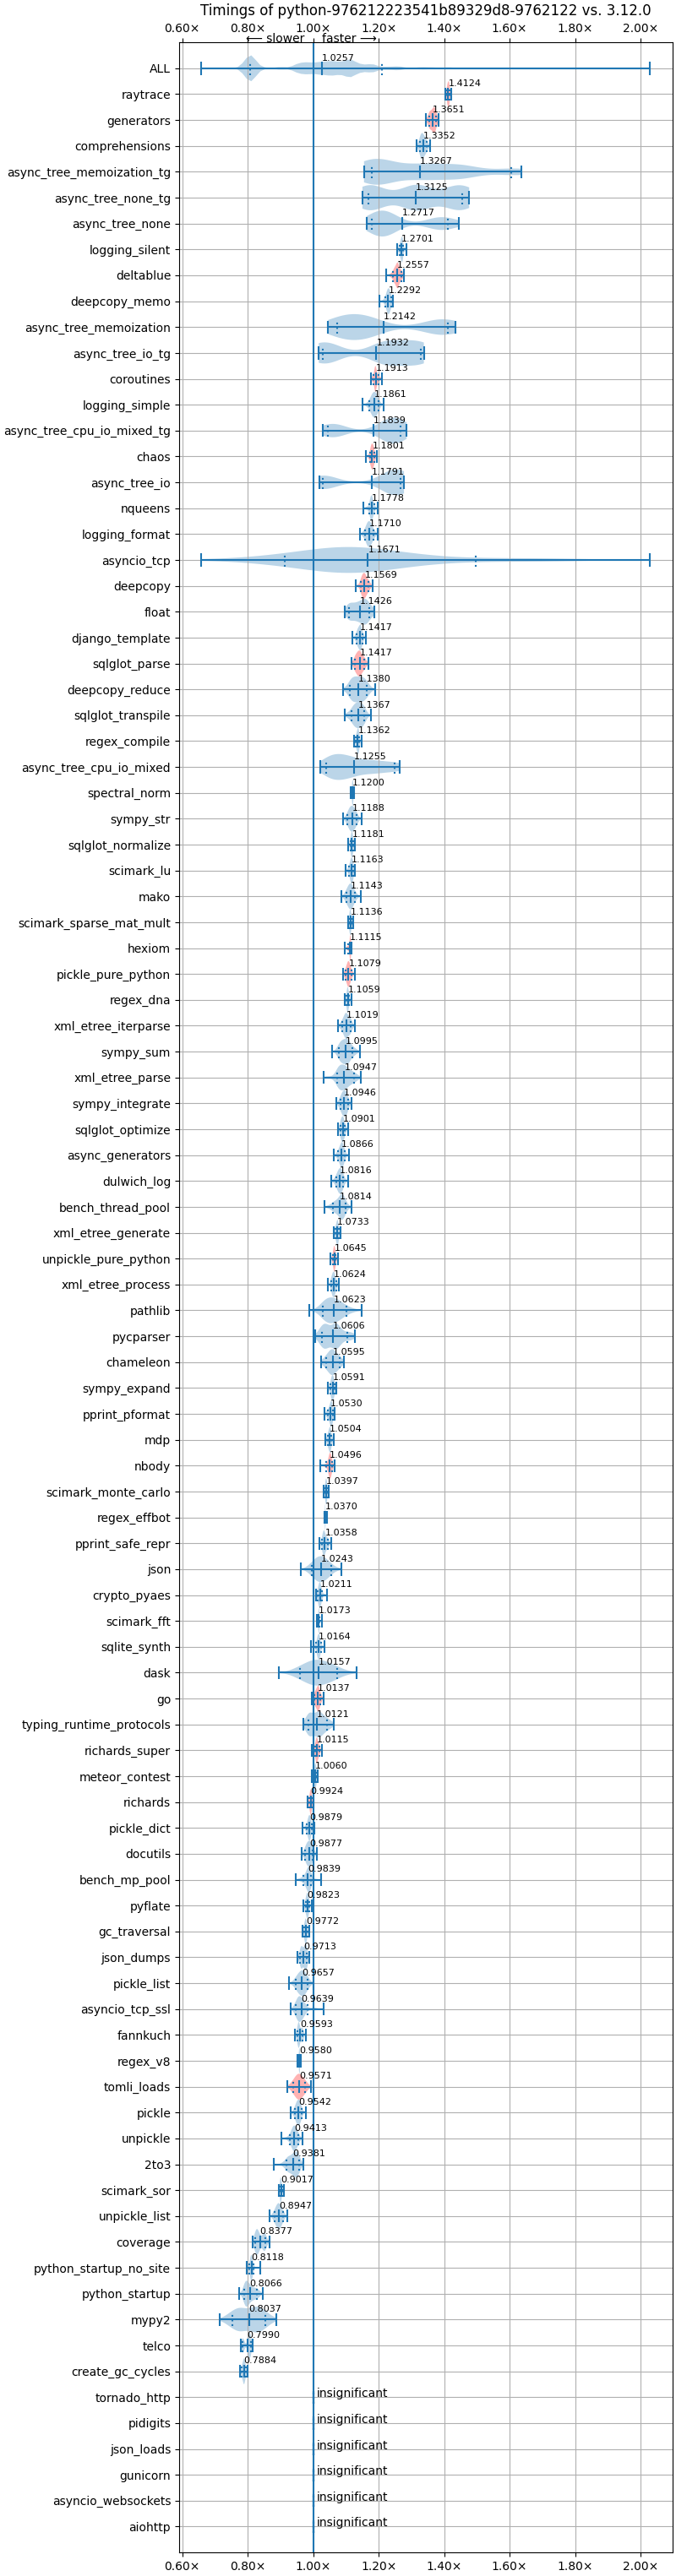 Timings of python-976212223541b89329d8-9762122 vs. 3.12.0
0.60× 0.80× 1.00× 1.20× 1.40× 1.60× 1.80× 2.00×
⟵ slower faster ⟶
ALL 1.0257
raytrace 1.4124
generators 1.3651
comprehensions 1.3352
async_tree_memoization_tg 1.3267
async_tree_none_tg 1.3125
async_tree_none 1.2717
logging_silent 1.2701
deltablue 1.2557
deepcopy_memo 1.2292
async_tree_memoization 1.2142
async_tree_io_tg 1.1932
coroutines 1.1913
logging_simple 1.1861
async_tree_cpu_io_mixed_tg 1.1839
chaos 1.1801
async_tree_io 1.1791
nqueens 1.1778
logging_format 1.1710
asyncio_tcp 1.1671
deepcopy 1.1569
float 1.1426
django_template 1.1417
sqlglot_parse 1.1417
deepcopy_reduce 1.1380
sqlglot_transpile 1.1367
regex_compile 1.1362
async_tree_cpu_io_mixed 1.1255
spectral_norm 1.1200
sympy_str 1.1188
sqlglot_normalize 1.1181
scimark_lu 1.1163
mako 1.1143
scimark_sparse_mat_mult 1.1136
hexiom 1.1115
pickle_pure_python 1.1079
regex_dna 1.1059
xml_etree_iterparse 1.1019
sympy_sum 1.0995
xml_etree_parse 1.0947
sympy_integrate 1.0946
sqlglot_optimize 1.0901
async_generators 1.0866
dulwich_log 1.0816
bench_thread_pool 1.0814
xml_etree_generate 1.0733
unpickle_pure_python 1.0645
xml_etree_process 1.0624
pathlib 1.0623
pycparser 1.0606
chameleon 1.0595
sympy_expand 1.0591
pprint_pformat 1.0530
mdp 1.0504
nbody 1.0496
scimark_monte_carlo 1.0397
regex_effbot 1.0370
pprint_safe_repr 1.0358
json 1.0243
crypto_pyaes 1.0211
scimark_fft 1.0173
sqlite_synth 1.0164
dask 1.0157
go 1.0137
typing_runtime_protocols 1.0121
richards_super 1.0115
meteor_contest 1.0060
richards 0.9924
pickle_dict 0.9879
docutils 0.9877
bench_mp_pool 0.9839
pyflate 0.9823
gc_traversal 0.9772
json_dumps 0.9713
pickle_list 0.9657
asyncio_tcp_ssl 0.9639
fannkuch 0.9593
regex_v8 0.9580
tomli_loads 0.9571
pickle 0.9542
unpickle 0.9413
2to3 0.9381
scimark_sor 0.9017
unpickle_list 0.8947
coverage 0.8377
python_startup_no_site 0.8118
python_startup 0.8066
mypy2 0.8037
telco 0.7990
create_gc_cycles 0.7884
tornado_http insignificant
pidigits insignificant
json_loads insignificant
gunicorn insignificant
asyncio_websockets insignificant
aiohttp insignificant
0.60× 0.80× 1.00× 1.20× 1.40× 1.60× 1.80× 2.00×